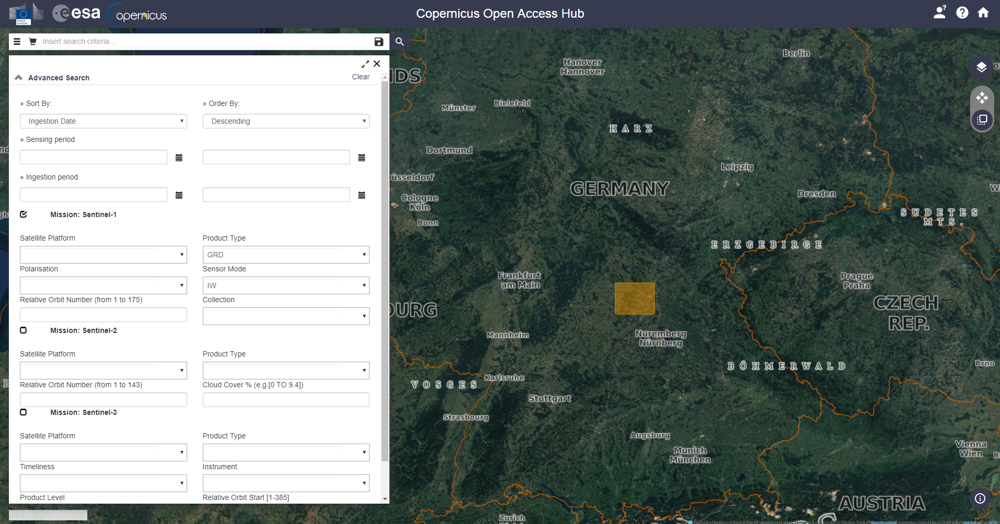 European
Commission
esa
opernicus
Copernicus Open Access Hub
Insert search criteria...
Advanced Search
Clear
» Sort By:
» Order By:
Ingestion Date
Descending
» Sensing period
» Ingestion period
Mission: Sentinel-1
Satellite Platform
Product Type
GRD
Polarisation
Sensor Mode
IW
Relative Orbit Number (from 1 to 175)
Collection
Mission: Sentinel-2
Satellite Platform
Product Type
Relative Orbit Number (from 1 to 143)
Cloud Cover % (e.g.[0 TO 9.4])
Mission: Sentinel-3
Satellite Platform
Product Type
Timeliness
Instrument
Product Level
Relative Orbit Start [1-385]
Berlin
Hanover
Hannover
NDS
Münster
Bielefeld
HARZ
Dortmund
Leipzig
Düsseldorf
GERMANY
Dresden
Cologne
Köln
SUDETES
MTS.
Bonn
ERZGEBIRGE
Frankfurt
am Main
Prague
Praha
CZECH
REP.
OURG
Mannheim
Nuremberg
Nürnberg
BÖHMERWALD
Brno
Karlsruhe
VOSGES
Stuttgart
Strasbourg
Augsburg
Munich
München
Vienna
Wien
AUSTRIA
Zurich